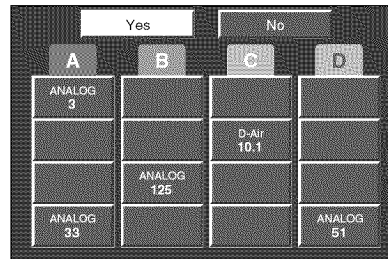 Yes No
A B C D
ANALOG
3
D-Air
10.1
ANALOG
125
ANALOG ANALOG
33 51